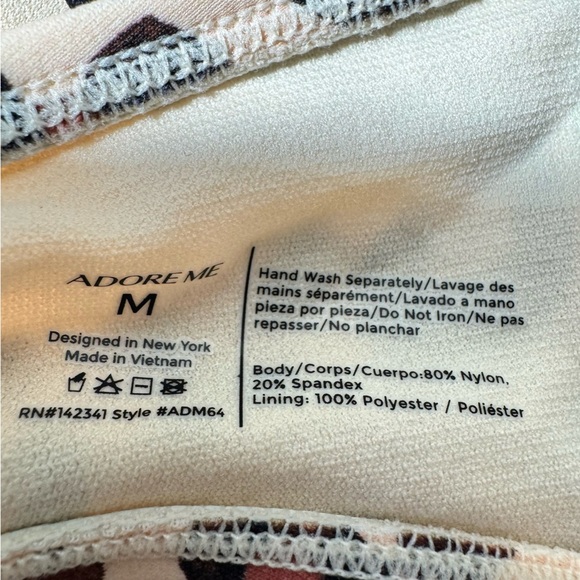 ADORE ME
M
Designed in New York
Made in Vietnam
RN#142341 Style #ADM64
Hand Wash Separately/Lavage des
mains séparément/Lavado a mano
pieza por pieza/Do Not Iron/Ne pas
repasser/No planchar
Body/Corps/Cuerpo:80% Nylon,
20% Spandex
Lining: 100% Polyester / Poliéster